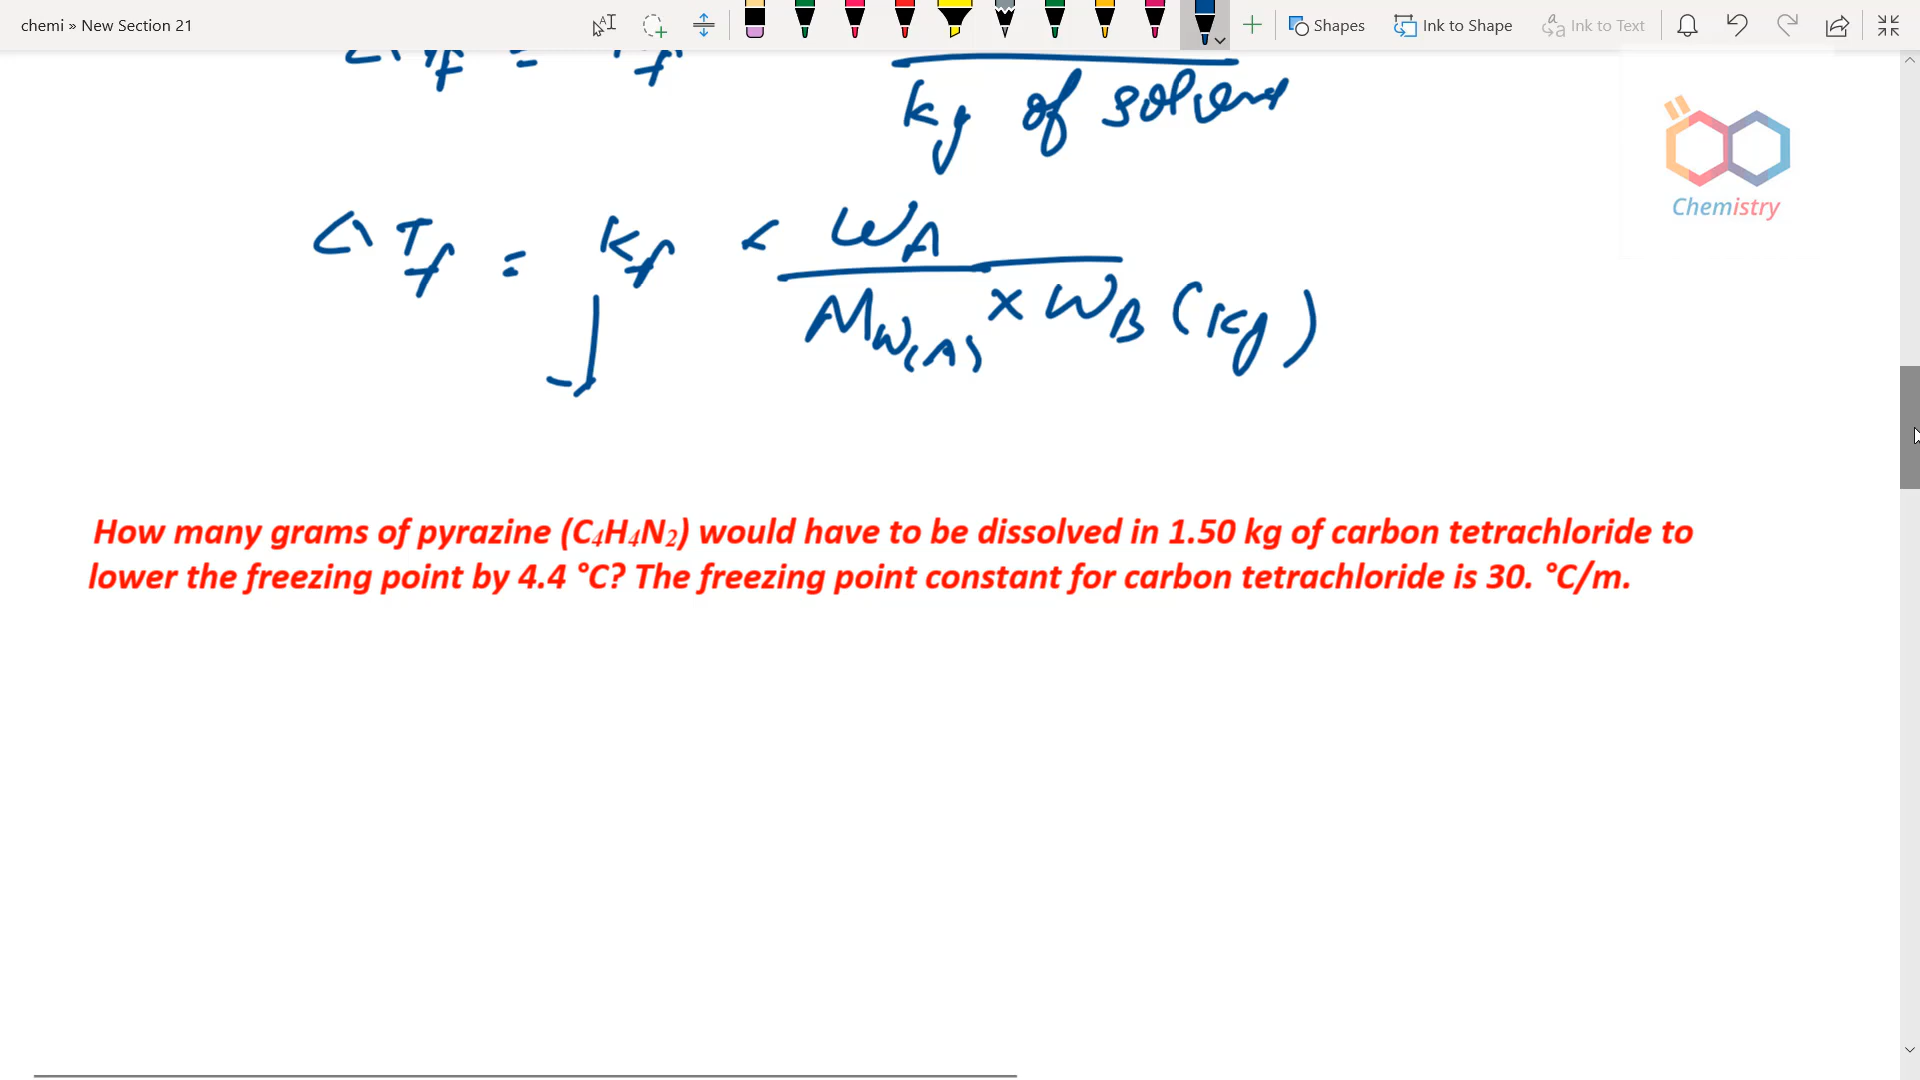 chemi » New Section 21
Shapes
Ink to Shape
Ink to Text
kg of solvent
Chemistry
ΔTf = Kf × WA
MW(A) × WB (kg)
How many grams of pyrazine (C4H4N2) would have to be dissolved in 1.50 kg of carbon tetrachloride to
lower the freezing point by 4.4 °C? The freezing point constant for carbon tetrachloride is 30. °C/m.